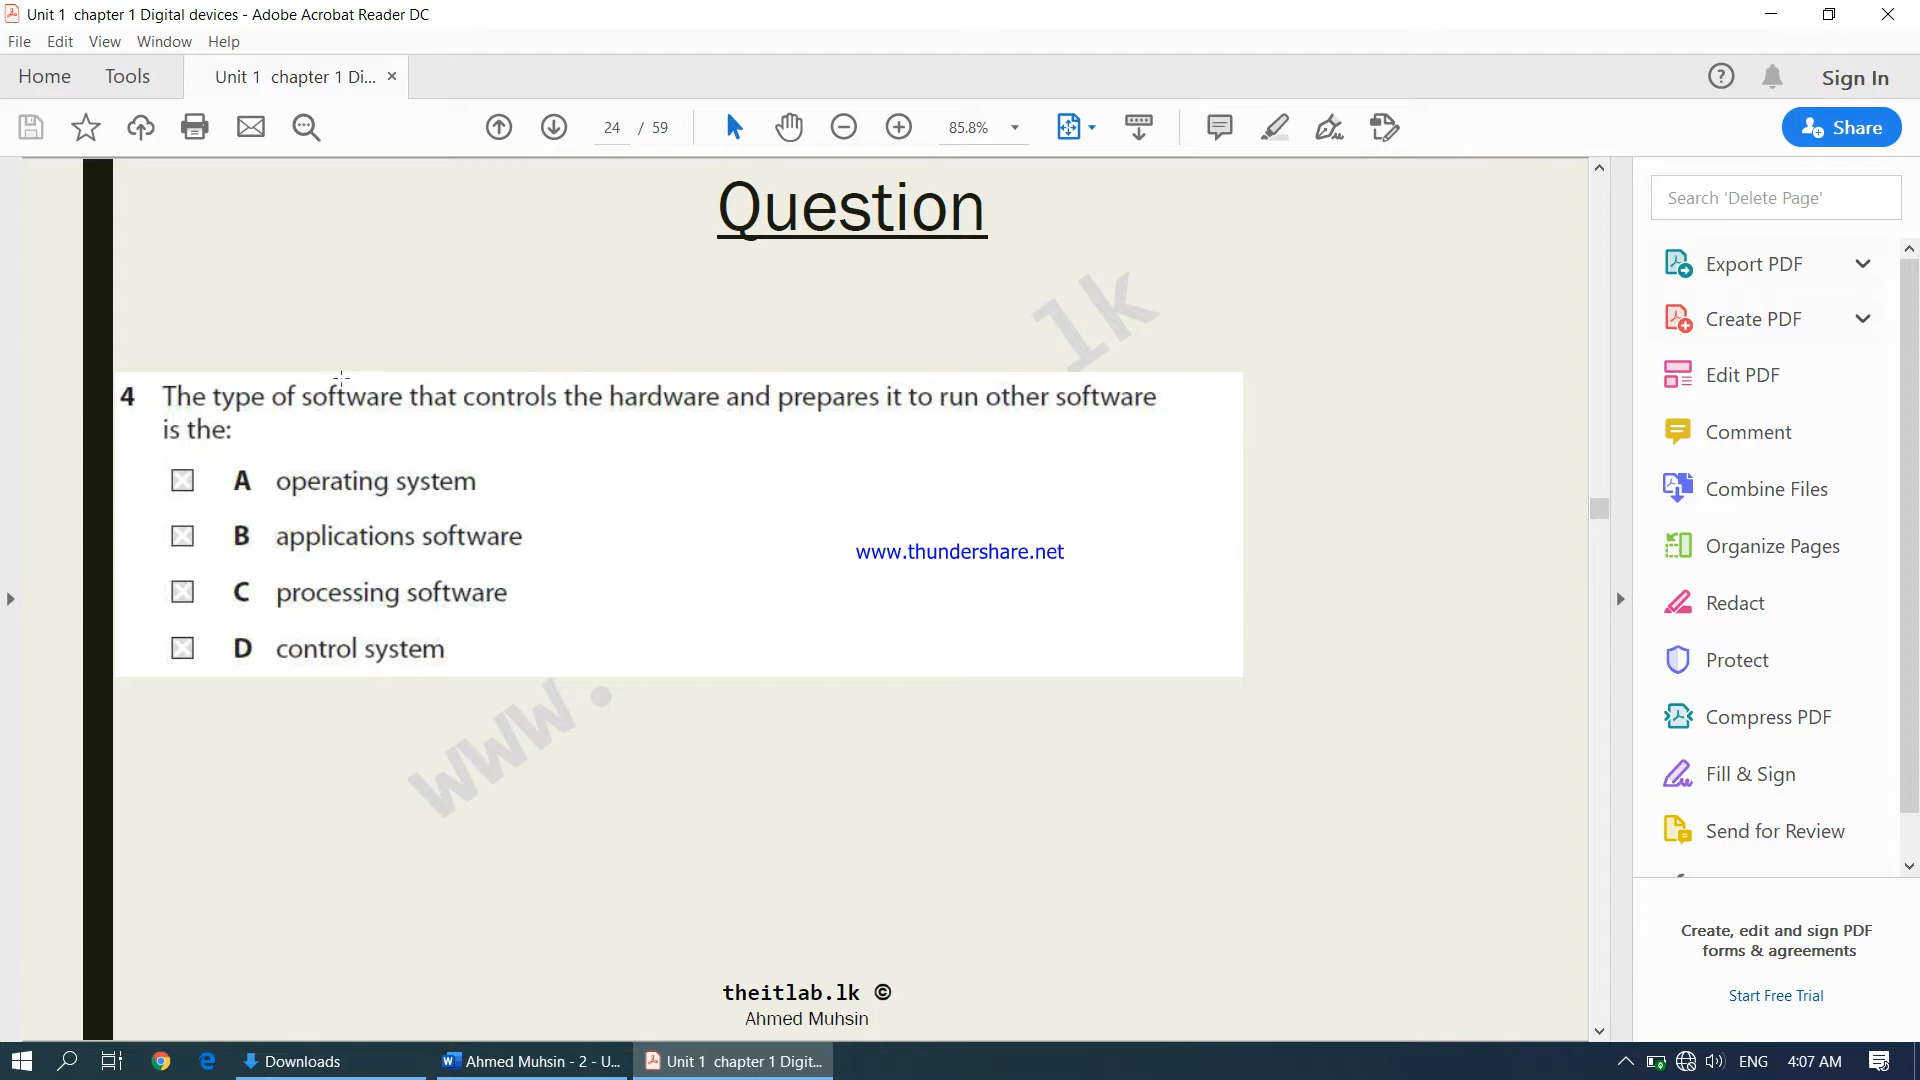 Unit 1  chapter 1 Digital devices - Adobe Acrobat Reader DC
File Edit View Window Help
Home Tools Unit 1  chapter 1 Di... × Sign In
24 / 59 85.8% Share
Search 'Delete Page'
Question
Export PDF
Create PDF
Edit PDF
Comment
Combine Files
Organize Pages
Redact
Protect
Compress PDF
Fill & Sign
Send for Review
lk
4 The type of software that controls the hardware and prepares it to run other software
is the:
A operating system
B applications software
C processing software
D control system
www.thundershare.net
www.
theitlab.lk ©
Ahmed Muhsin
Create, edit and sign PDF
forms & agreements
Start Free Trial
Downloads Ahmed Muhsin - 2 - U... Unit 1  chapter 1 Digit... ENG 4:07 AM